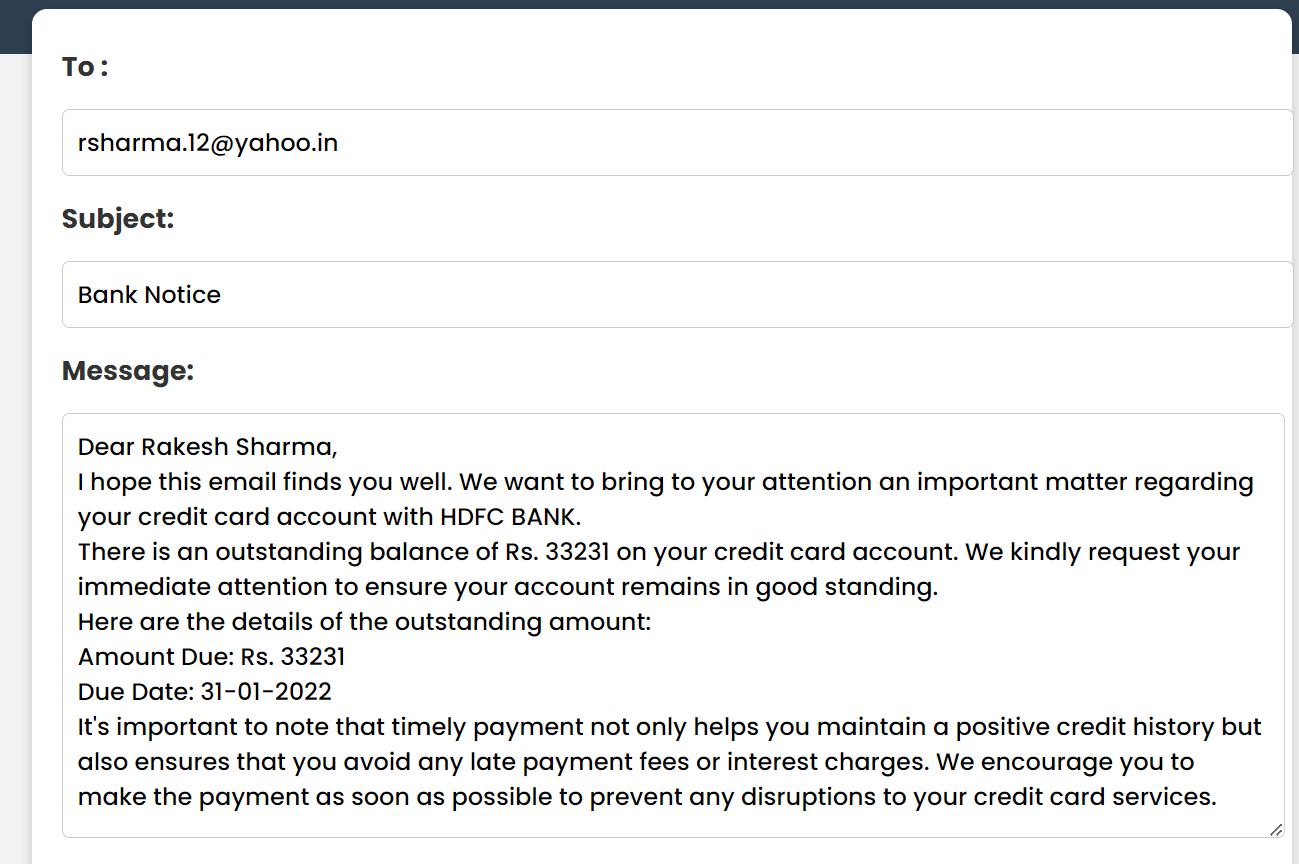 To :
rsharma.12@yahoo.in
Subject:
Bank Notice
Message:
Dear Rakesh Sharma,
I hope this email finds you well. We want to bring to your attention an important matter regarding
your credit card account with HDFC BANK.
There is an outstanding balance of Rs. 33231 on your credit card account. We kindly request your
immediate attention to ensure your account remains in good standing.
Here are the details of the outstanding amount:
Amount Due: Rs. 33231
Due Date: 31-01-2022
It's important to note that timely payment not only helps you maintain a positive credit history but
also ensures that you avoid any late payment fees or interest charges. We encourage you to
make the payment as soon as possible to prevent any disruptions to your credit card services.